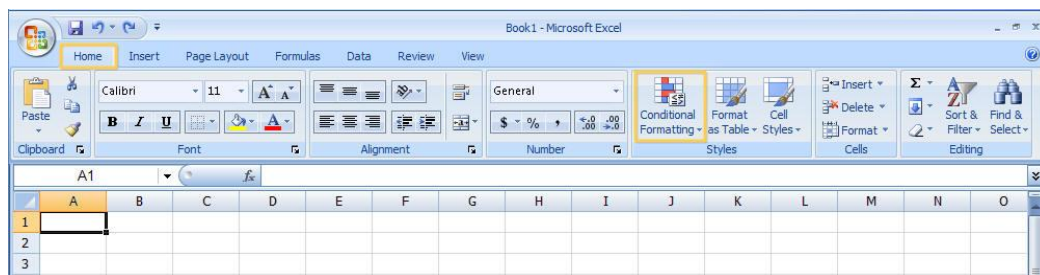 Book1 - Microsoft Excel
Home Insert Page Layout Formulas Data Review View
Paste
Clipboard
Calibri 11 A A
B I U A
Font
Alignment
General
$ % , .0 .00 .00 .0
Number
Conditional Formatting
Format as Table
Cell Styles
Styles
Insert
Delete
Format
Cells
Σ
Sort & Filter
Find & Select
Editing
A1 fx
A B C D E F G H I J K L M N O
1
2
3